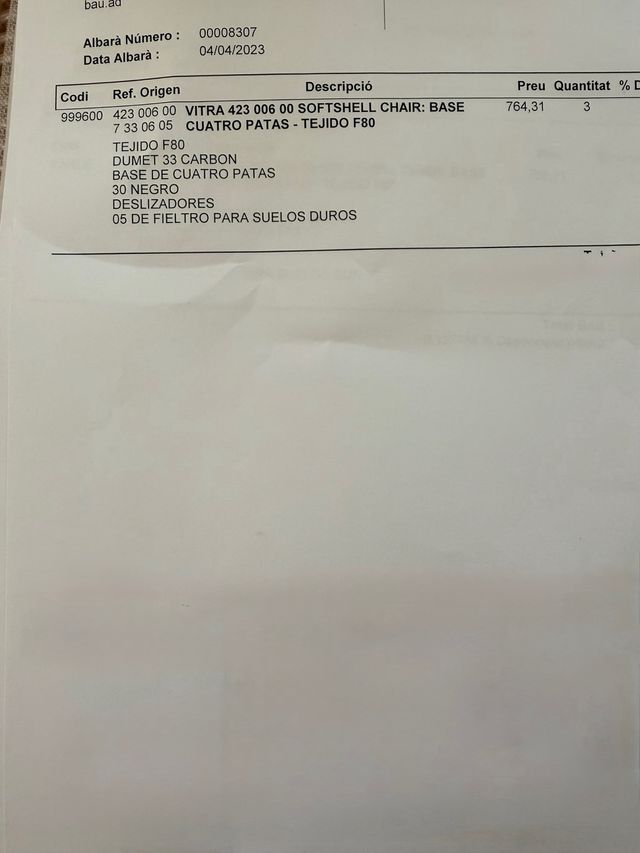 bau.ad
Albarà Número : 00008307
Data Albarà : 04/04/2023
Codi Ref. Origen Descripció Preu Quantitat % D
999600 423 006 00 VITRA 423 006 00 SOFTSHELL CHAIR: BASE 764,31 3
7 33 06 05 CUATRO PATAS - TEJIDO F80
TEJIDO F80
DUMET 33 CARBON
BASE DE CUATRO PATAS
30 NEGRO
DESLIZADORES
05 DE FIELTRO PARA SUELOS DUROS